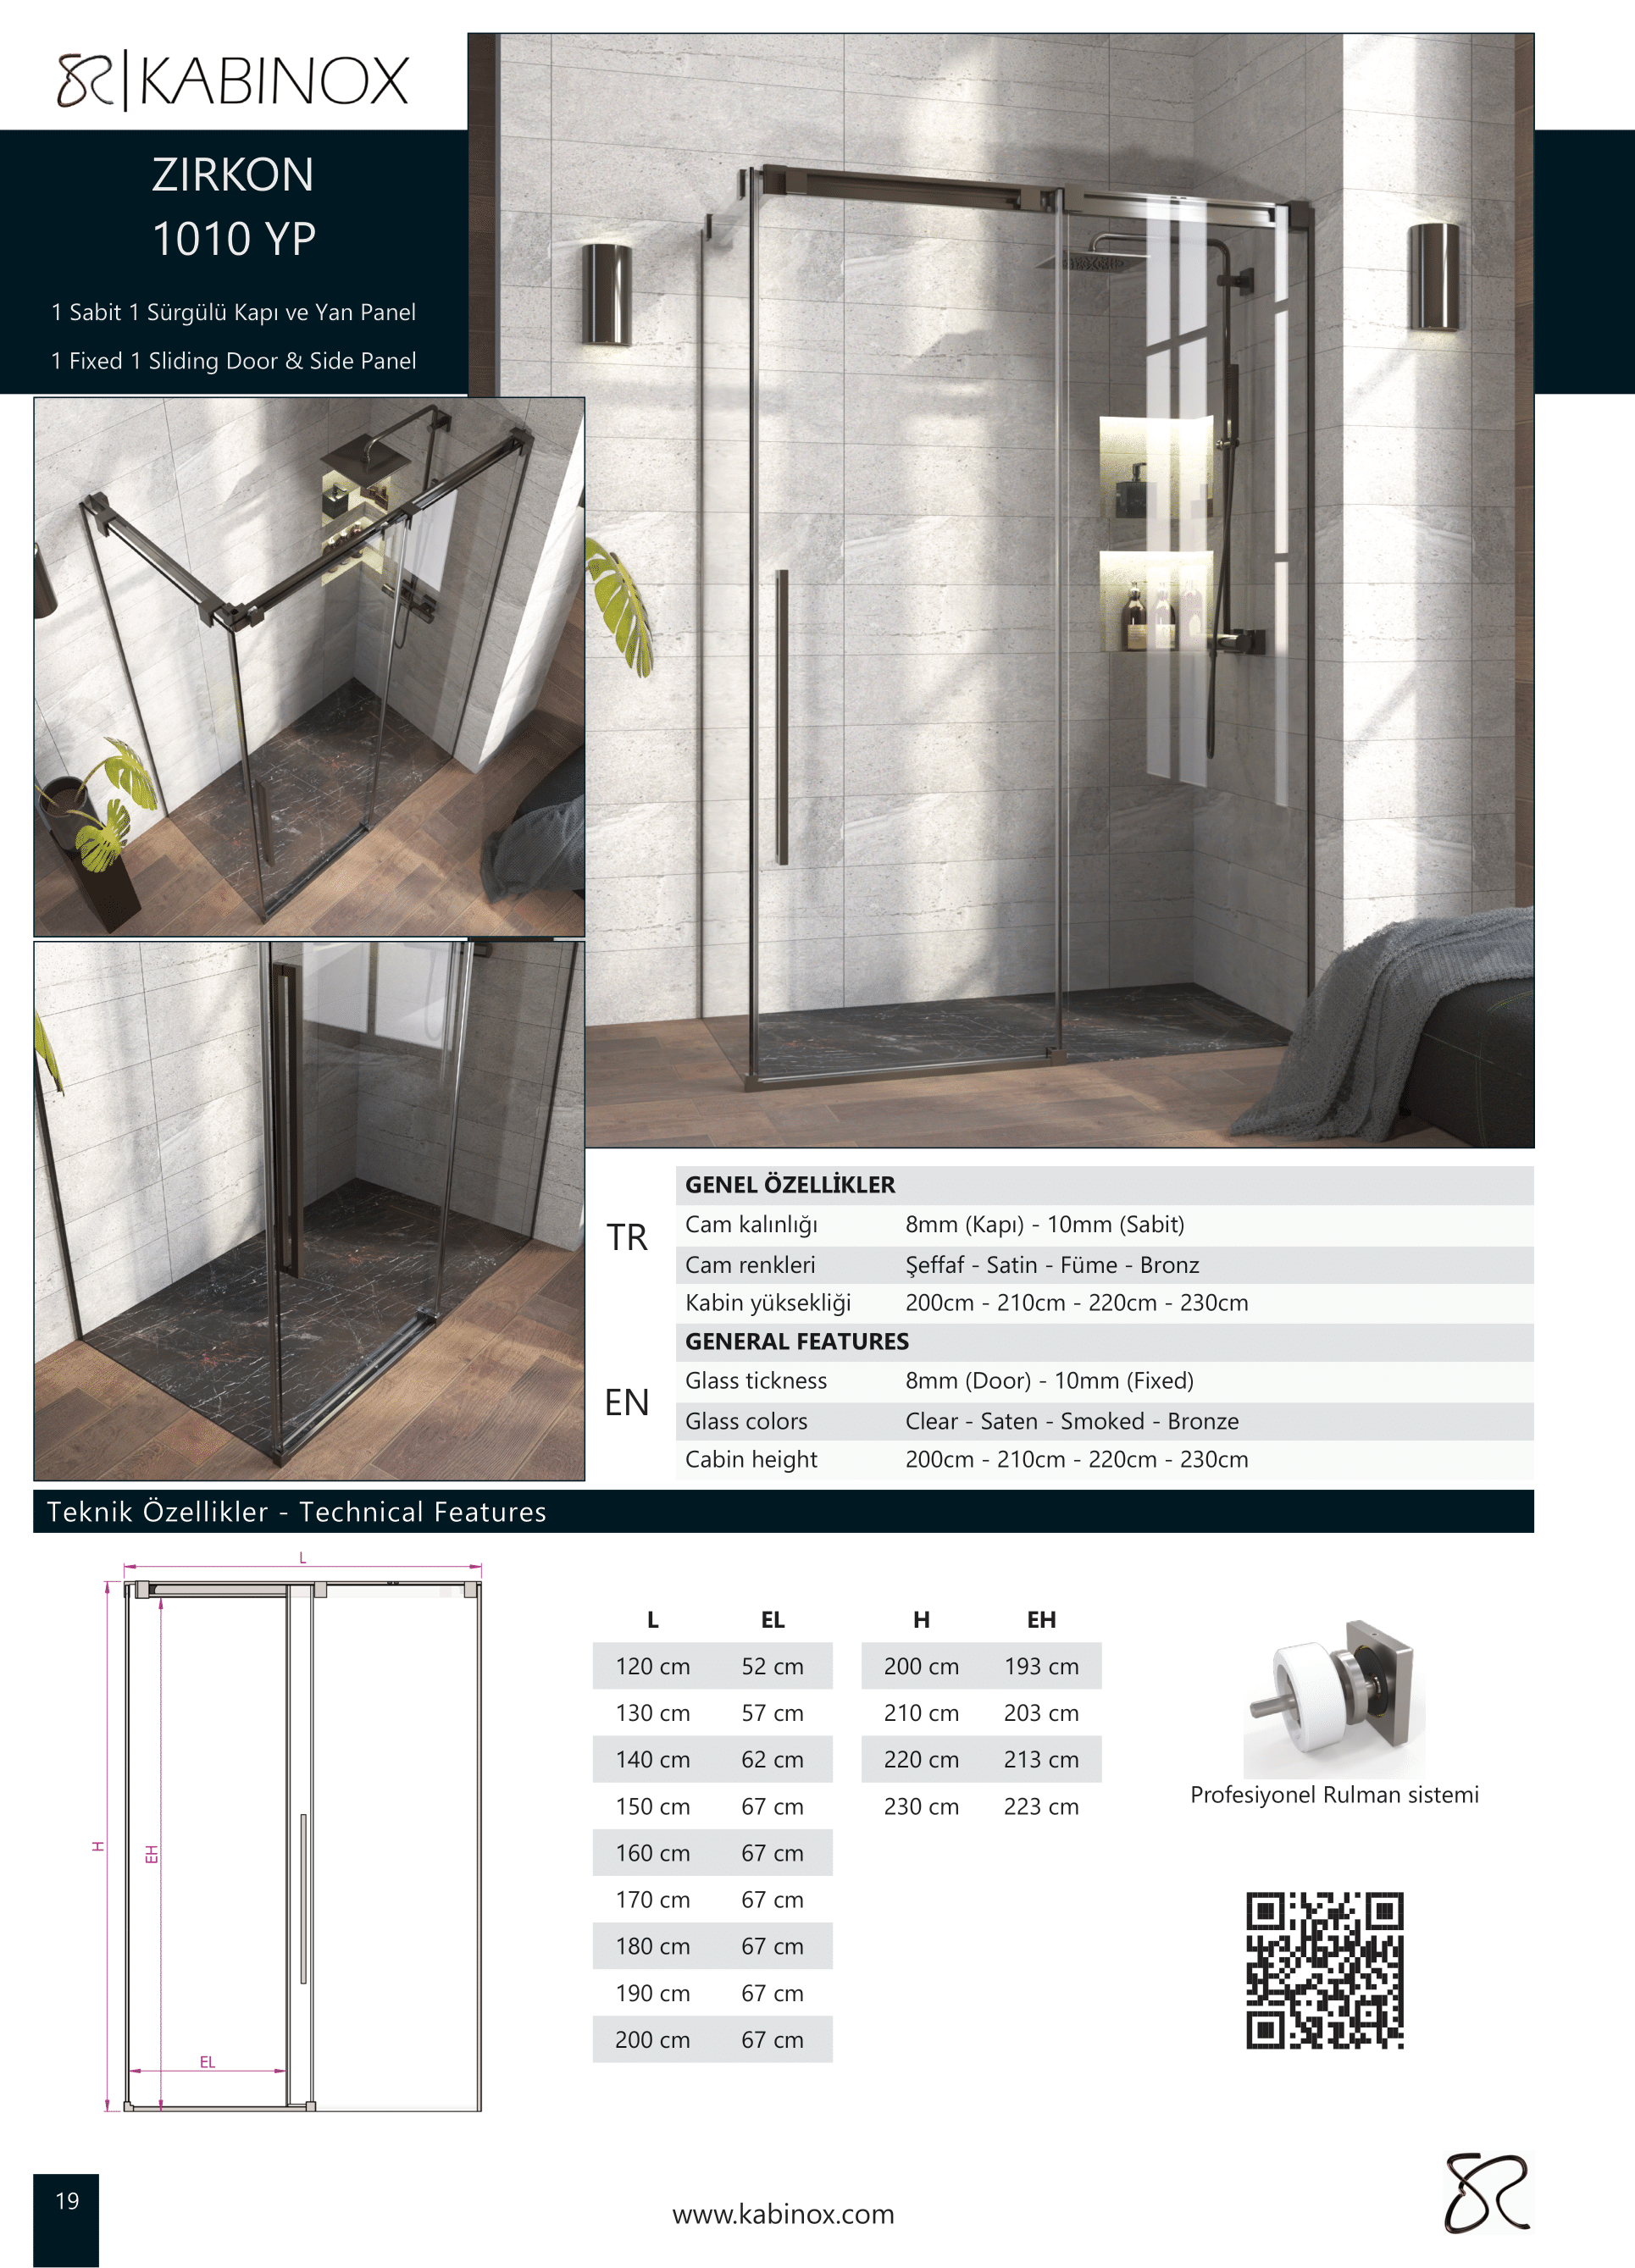 KABINOX
ZIRKON
1010 YP
1 Sabit 1 Sürgülü Kapı ve Yan Panel
1 Fixed 1 Sliding Door & Side Panel
TR
GENEL ÖZELLİKLER
Cam kalınlığı 8mm (Kapı) - 10mm (Sabit)
Cam renkleri Şeffaf - Satin - Füme - Bronz
Kabin yüksekliği 200cm - 210cm - 220cm - 230cm
EN
GENERAL FEATURES
Glass tickness 8mm (Door) - 10mm (Fixed)
Glass colors Clear - Saten - Smoked - Bronze
Cabin height 200cm - 210cm - 220cm - 230cm
Teknik Özellikler - Technical Features
L
H
EH
EL
L EL H EH
120 cm 52 cm 200 cm 193 cm
130 cm 57 cm 210 cm 203 cm
140 cm 62 cm 220 cm 213 cm
150 cm 67 cm 230 cm 223 cm
160 cm 67 cm
170 cm 67 cm
180 cm 67 cm
190 cm 67 cm
200 cm 67 cm
Profesiyonel Rulman sistemi
19
www.kabinox.com